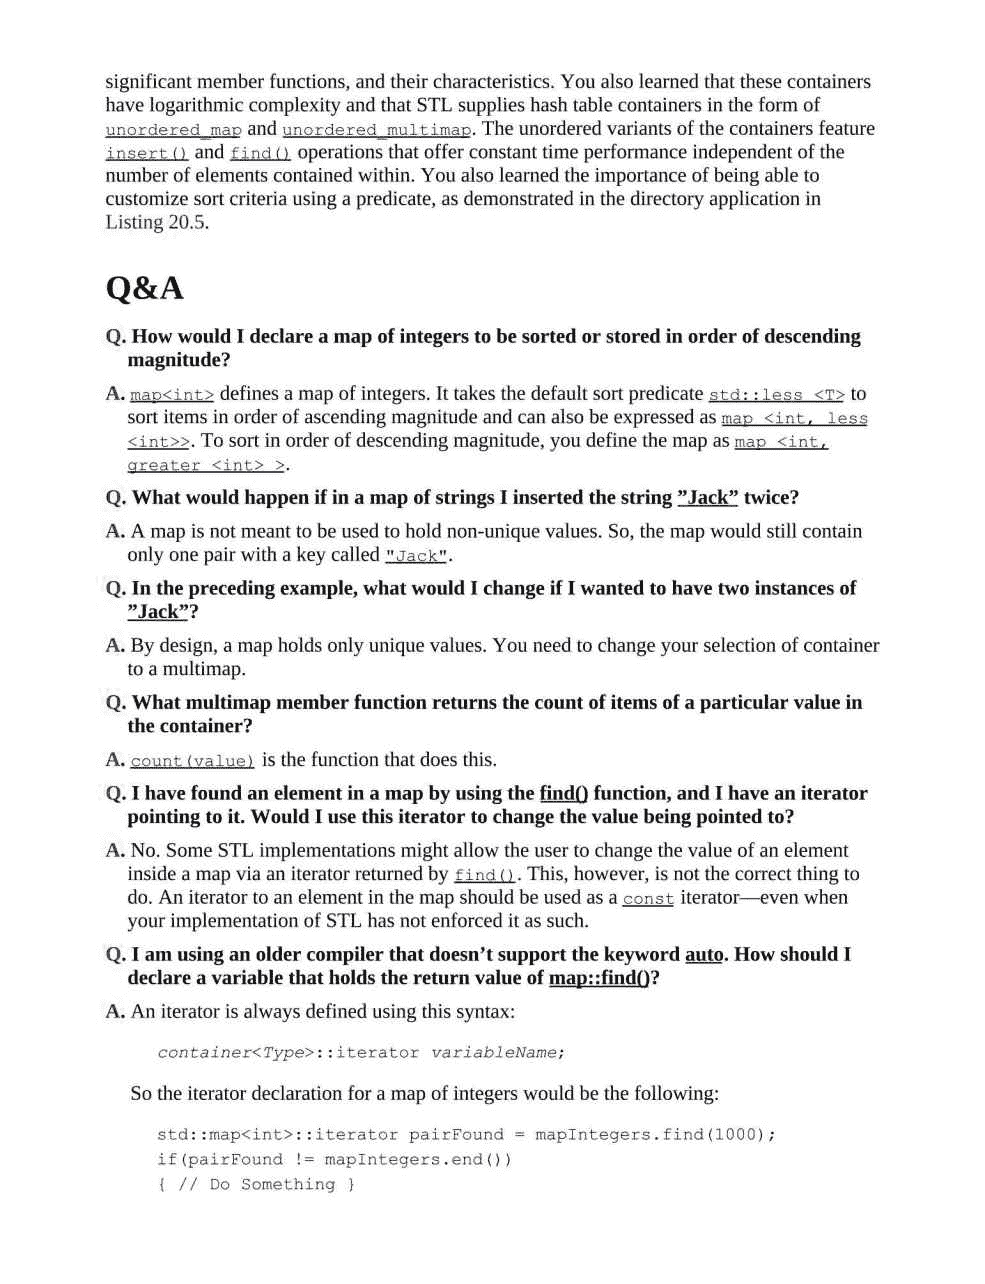 significant member functions, and their characteristics. You also learned that these containers
have logarithmic complexity and that STL supplies hash table containers in the form of
unordered_map and unordered_multimap. The unordered variants of the containers feature
insert() and find() operations that offer constant time performance independent of the
number of elements contained within. You also learned the importance of being able to
customize sort criteria using a predicate, as demonstrated in the directory application in
Listing 20.5.
Q&A
Q. How would I declare a map of integers to be sorted or stored in order of descending
magnitude?
A. map<int> defines a map of integers. It takes the default sort predicate std::less <T> to
sort items in order of ascending magnitude and can also be expressed as map <int, less
<int>>. To sort in order of descending magnitude, you define the map as map <int,
greater <int> >.
Q. What would happen if in a map of strings I inserted the string ”Jack” twice?
A. A map is not meant to be used to hold non-unique values. So, the map would still contain
only one pair with a key called "Jack".
Q. In the preceding example, what would I change if I wanted to have two instances of
”Jack”?
A. By design, a map holds only unique values. You need to change your selection of container
to a multimap.
Q. What multimap member function returns the count of items of a particular value in
the container?
A. count(value) is the function that does this.
Q. I have found an element in a map by using the find() function, and I have an iterator
pointing to it. Would I use this iterator to change the value being pointed to?
A. No. Some STL implementations might allow the user to change the value of an element
inside a map via an iterator returned by find(). This, however, is not the correct thing to
do. An iterator to an element in the map should be used as a const iterator—even when
your implementation of STL has not enforced it as such.
Q. I am using an older compiler that doesn’t support the keyword auto. How should I
declare a variable that holds the return value of map::find()?
A. An iterator is always defined using this syntax:
container<Type>::iterator variableName;
So the iterator declaration for a map of integers would be the following:
std::map<int>::iterator pairFound = mapIntegers.find(1000);
if(pairFound != mapIntegers.end())
{ // Do Something }